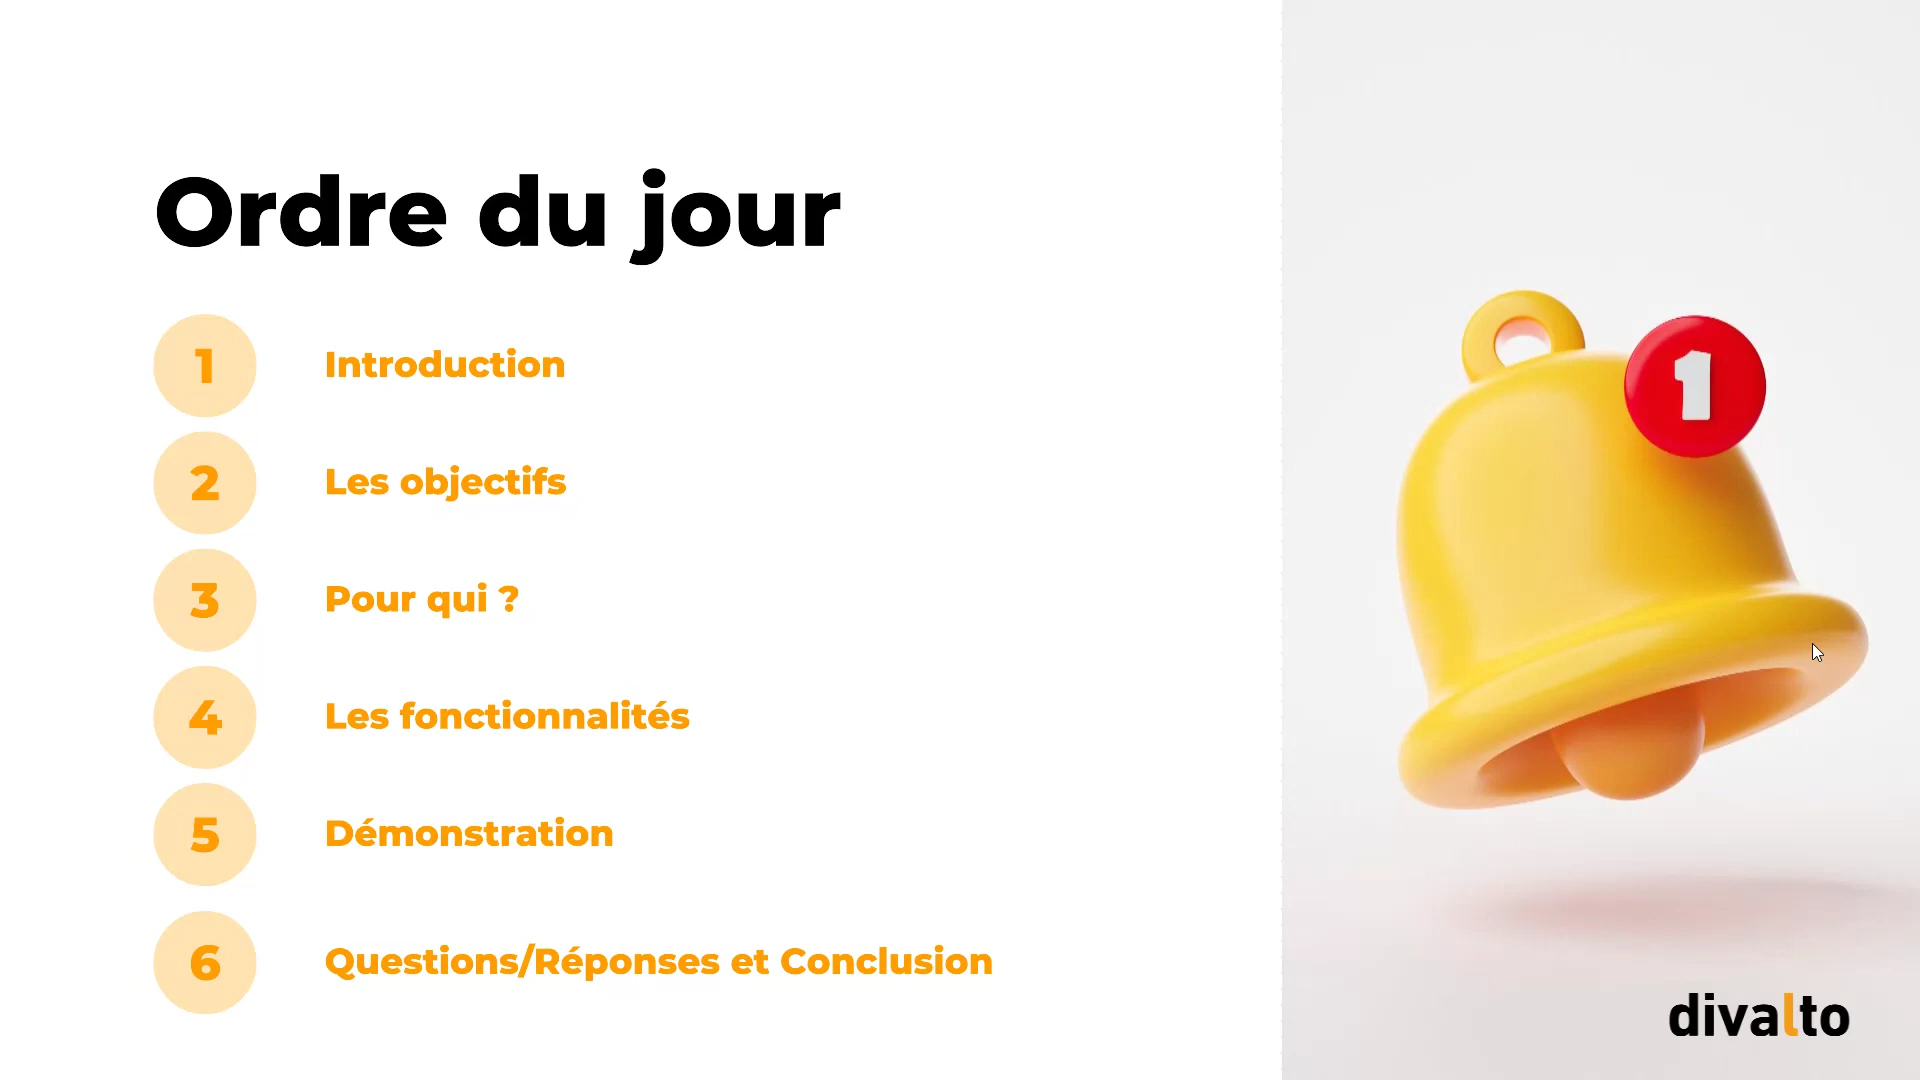 Ordre du jour
1 Introduction
2 Les objectifs
3 Pour qui ?
4 Les fonctionnalités
5 Démonstration
6 Questions/Réponses et Conclusion
1
divalto